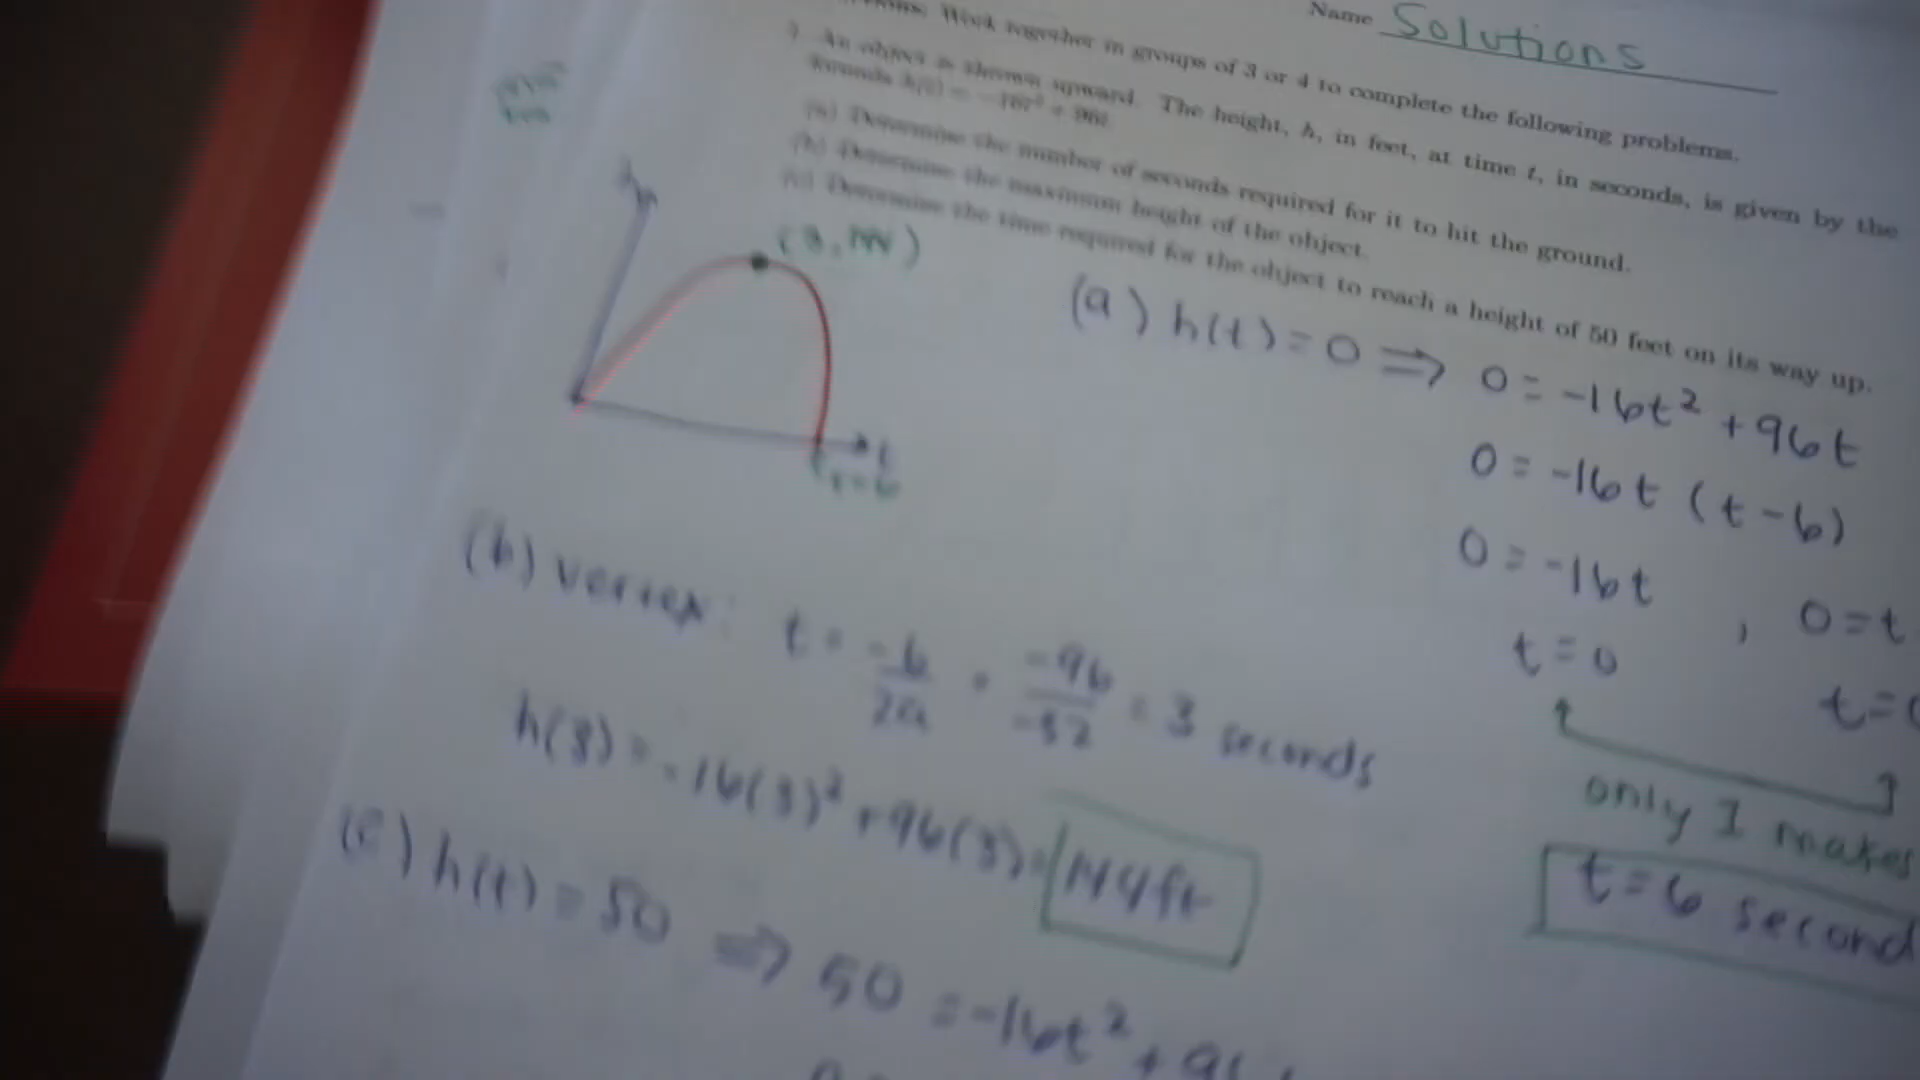 Name Solutions
Work together in groups of 3 or 4 to complete the following problems.
An object is thrown upward. The height, h, in feet, at time t, in seconds, is given by the
h(t) = -16t² + 96t
(a) Determine the number of seconds required for it to hit the ground.
(b) Determine the maximum height of the object.
(c) Determine the time required for the object to reach a height of 50 feet on its way up.
h
(3, 144)
t
t=6
(a) h(t) = 0 ⟹ 0 = -16t² + 96t
0 = -16t (t-6)
0 = -16t , 0 = t
t = 0 t=
only 1 makes
t = 6 second
(b) vertex: t = -b/2a = -96/-32 = 3 seconds
h(3) = -16(3)² + 96(3) = 144ft
(c) h(t) = 50 ⟹ 50 = -16t² + 96